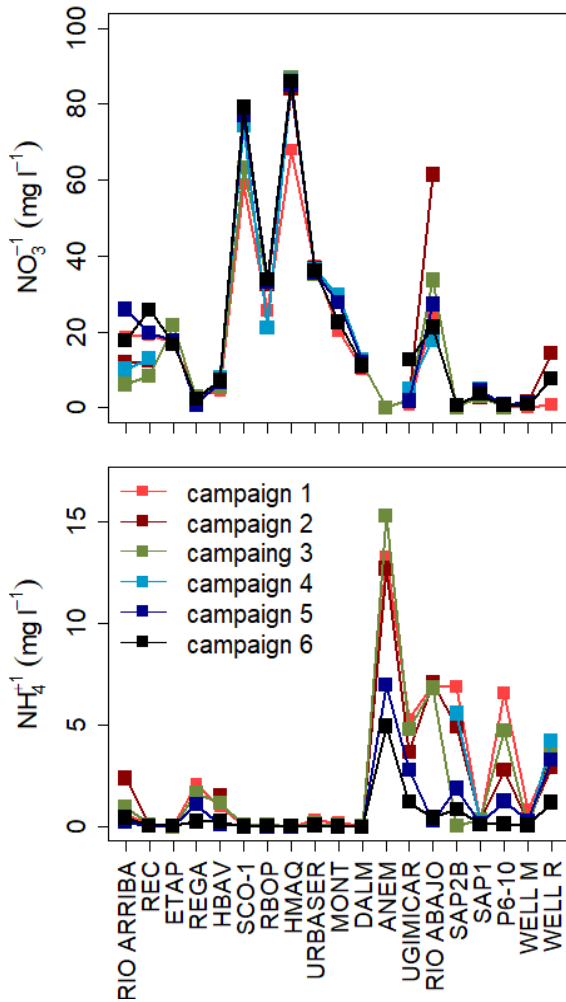 NO₃⁻¹ (mg l⁻¹)
100
80
60
40
20
0
NH₄⁺¹ (mg l⁻¹)
15
10
5
0
campaign 1
campaign 2
campaing 3
campaign 4
campaign 5
campaign 6
RIO ARRIBA
REC
ETAP
REGA
HBAV
SCO-1
RBOP
HMAQ
URBASER
MONT
DALM
ANEM
UGIMICAR
RIO ABAJO
SAP2B
SAP1
P6-10
WELL M
WELL R